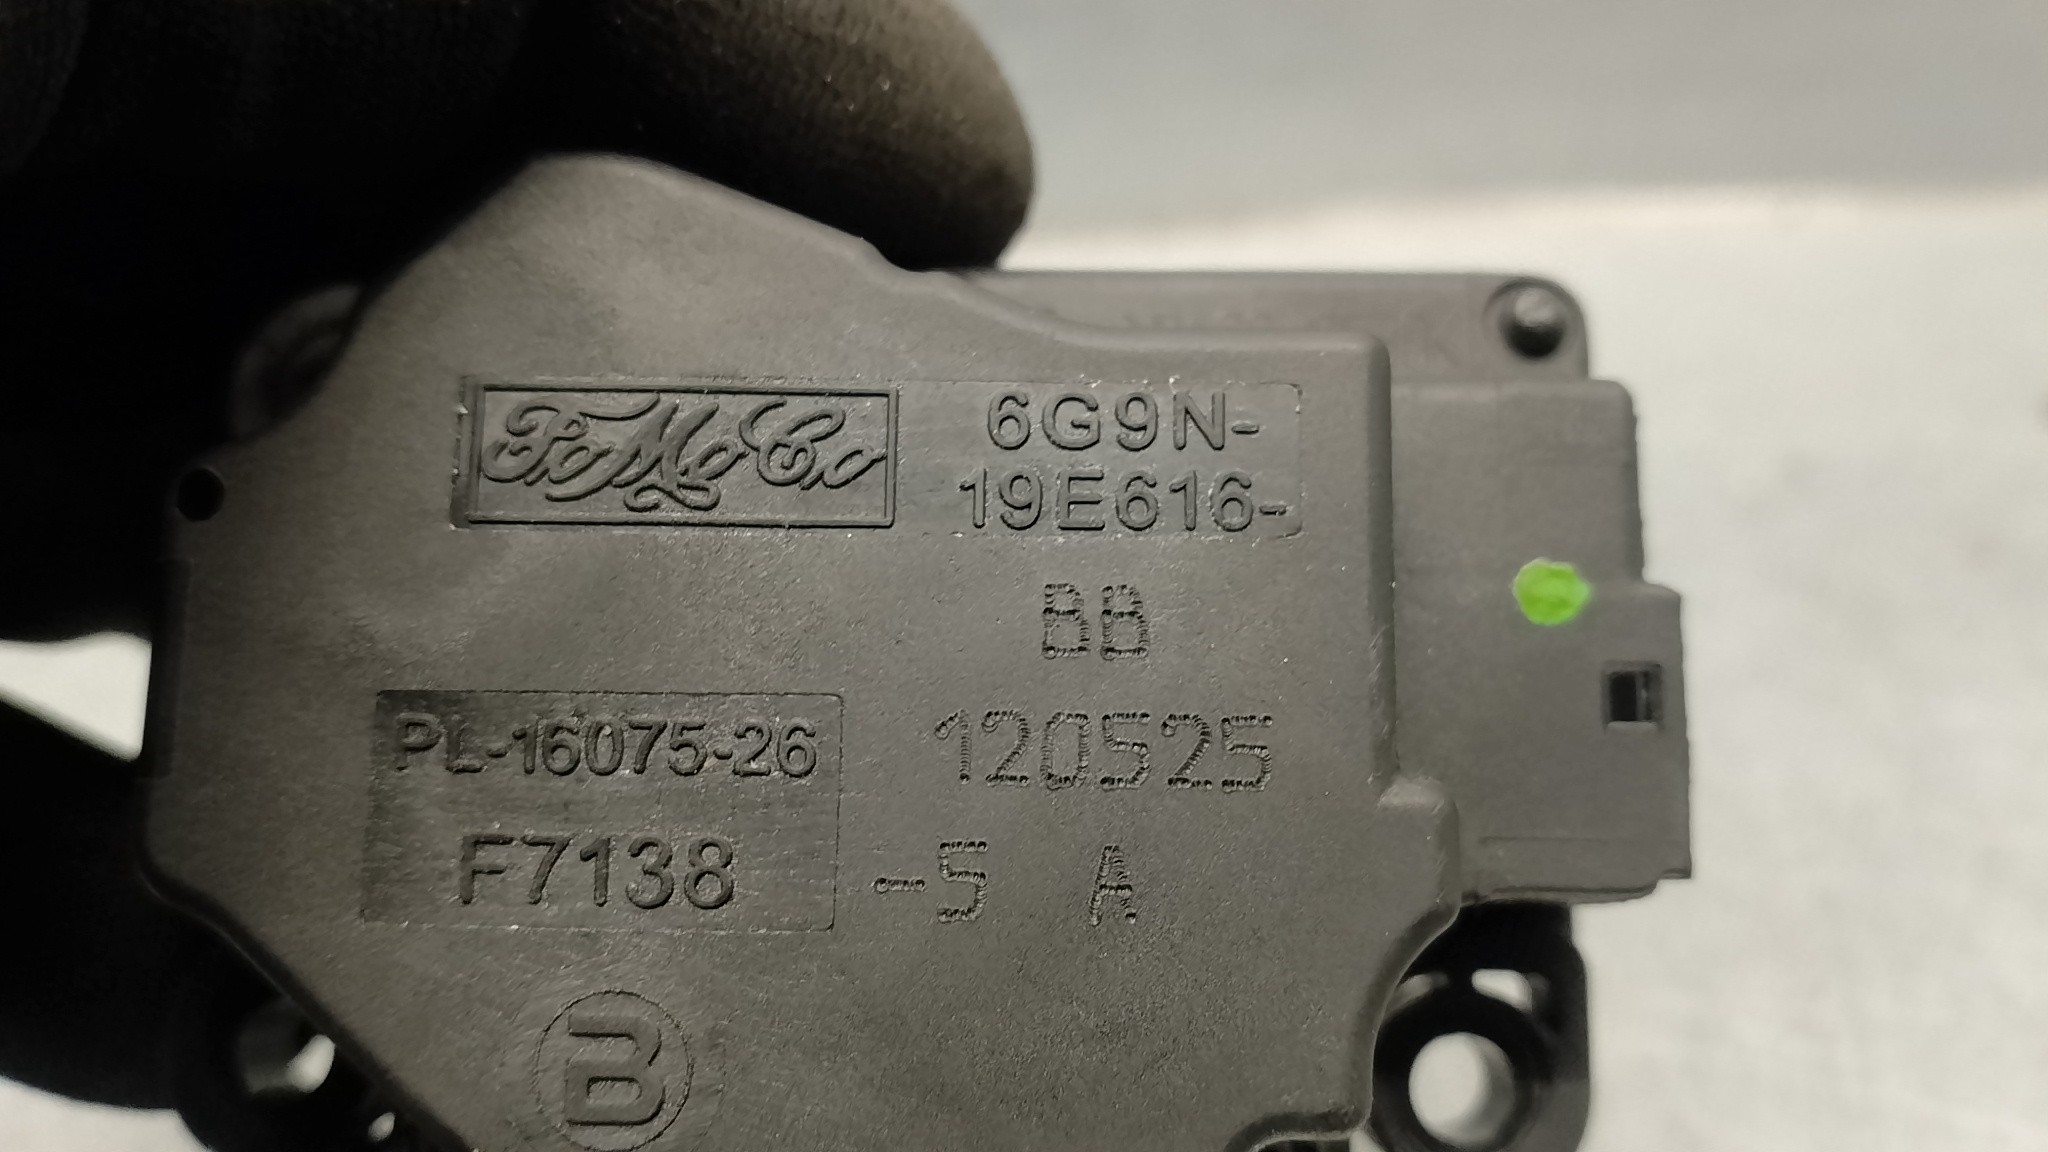 FoMoCo
6G9N-
19E616-
BB
PL-16075-26
120525
F7138
-5 A
B